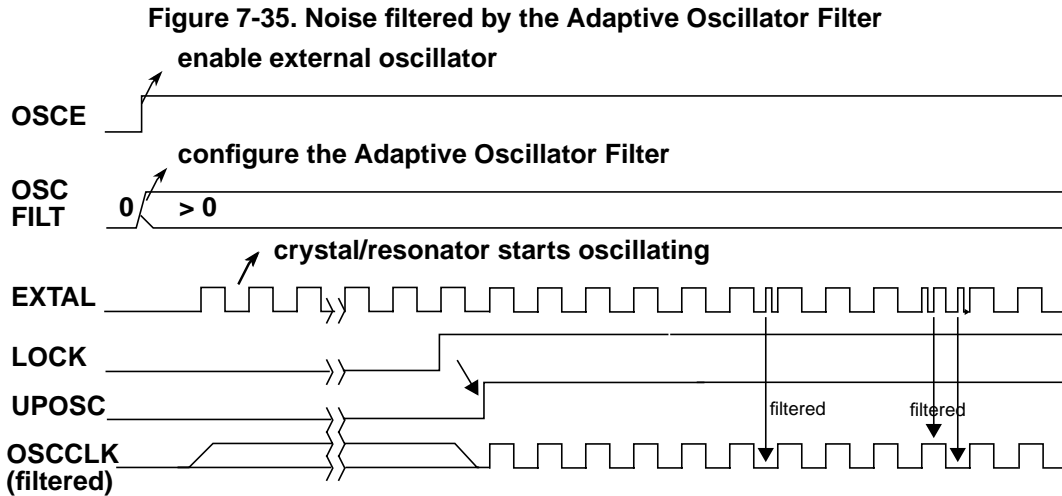 Figure 7-35. Noise filtered by the Adaptive Oscillator Filter
enable external oscillator
OSCE
configure the Adaptive Oscillator Filter
OSC
FILT
0 > 0
crystal/resonator starts oscillating
EXTAL
LOCK
UPOSC
filtered filtered
OSCCLK
(filtered)